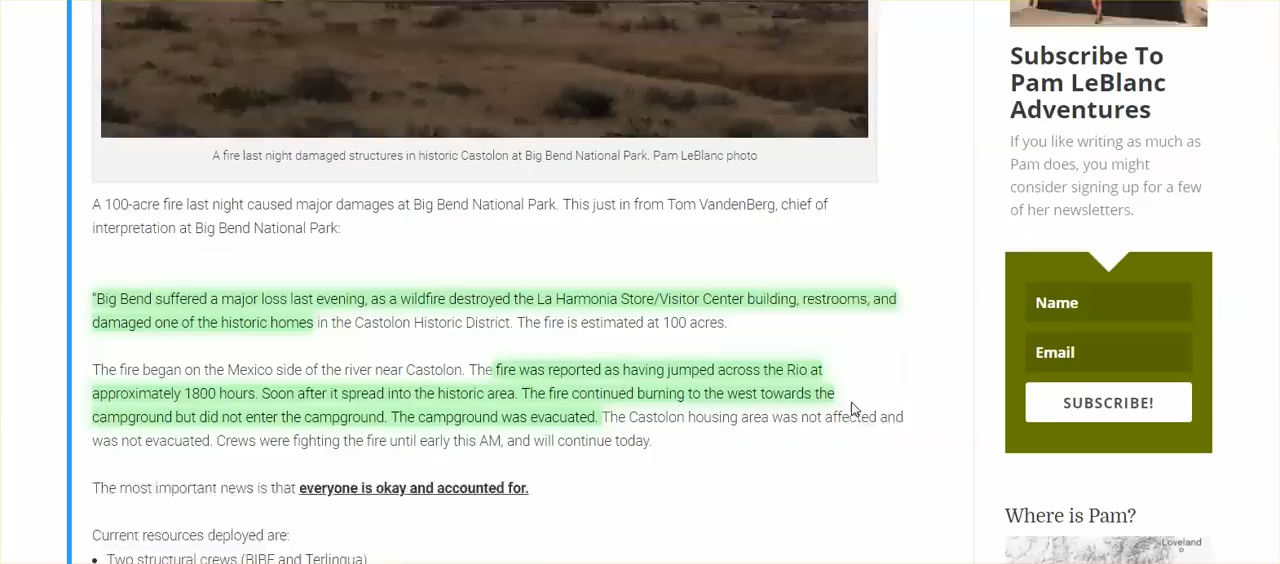 A fire last night damaged structures in historic Castolon at Big Bend National Park. Pam LeBlanc photo
A 100-acre fire last night caused major damages at Big Bend National Park. This just in from Tom VandenBerg, chief of
interpretation at Big Bend National Park:
“Big Bend suffered a major loss last evening, as a wildfire destroyed the La Harmonia Store/Visitor Center building, restrooms, and
damaged one of the historic homes in the Castolon Historic District. The fire is estimated at 100 acres.
The fire began on the Mexico side of the river near Castolon. The fire was reported as having jumped across the Rio at
approximately 1800 hours. Soon after it spread into the historic area. The fire continued burning to the west towards the
campground but did not enter the campground. The campground was evacuated. The Castolon housing area was not affected and
was not evacuated. Crews were fighting the fire until early this AM, and will continue today.
The most important news is that everyone is okay and accounted for.
Current resources deployed are:
• Two structural crews (BIBE and Terlingua)
Subscribe To
Pam LeBlanc
Adventures
If you like writing as much as
Pam does, you might
consider signing up for a few
of her newsletters.
Name
Email
SUBSCRIBE!
Where is Pam?
Loveland